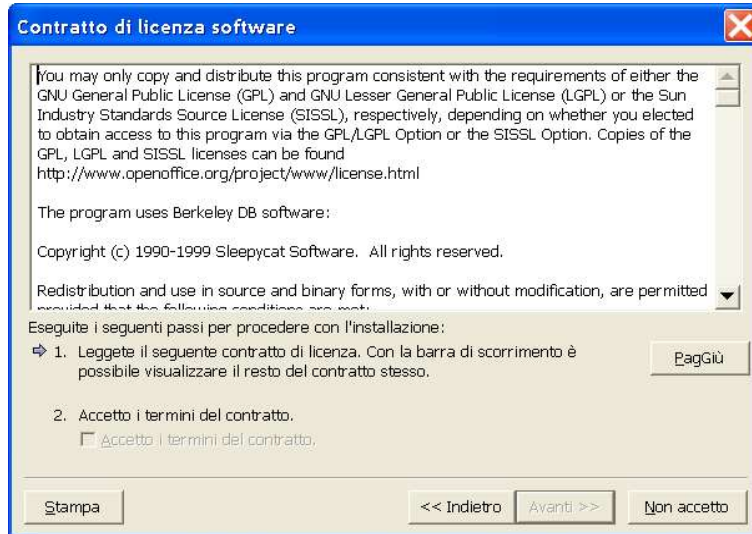 Contratto di licenza software
You may only copy and distribute this program consistent with the requirements of either the
GNU General Public License (GPL) and GNU Lesser General Public License (LGPL) or the Sun
Industry Standards Source License (SISSL), respectively, depending on whether you elected
to obtain access to this program via the GPL/LGPL Option or the SISSL Option. Copies of the
GPL, LGPL and SISSL licenses can be found
http://www.openoffice.org/project/www/license.html
The program uses Berkeley DB software:
Copyright (c) 1990-1999 Sleepycat Software. All rights reserved.
Redistribution and use in source and binary forms, with or without modification, are permitted
provided that the following conditions are met:
Eseguite i seguenti passi per procedere con l'installazione:
1. Leggete il seguente contratto di licenza. Con la barra di scorrimento è
possibile visualizzare il resto del contratto stesso.
PagGiù
2. Accetto i termini del contratto.
Accetto i termini del contratto.
Stampa
<< Indietro
Avanti >>
Non accetto